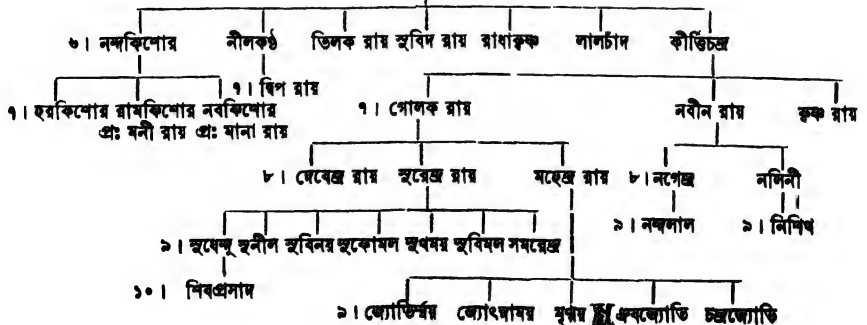 ৬। নন্দকিশোর নীলকণ্ঠ তিলক রায় সুবিদ রায় রাধাকৃষ্ণ লালচাঁদ কীর্ত্তিচন্দ্র
৭। হরকিশোর রামকিশোর নবকিশোর ৭। দ্বিপ রায় ৭। গোলক রায় নবীন রায় কৃষ্ণ রায়
প্রঃ মনী রায় প্রঃ মানা রায়
৮। দেবেন্দ্র রায় সুরেন্দ্র রায় মহেন্দ্র রায় ৮। নগেন্দ্র নলিনী
৯। সুধেন্দু সুনীল সুবিনয় সুকোমল সুখময় সুবিমল সমরেন্দ্র ৯। নন্দলাল ৯। নিশিথ
১০। শিবপ্রসাদ
৯। জ্যোতির্ম্ময় জ্যোৎস্নাময় মৃণ্ময় ধ্রুবজ্যোতি চন্দ্রজ্যোতি